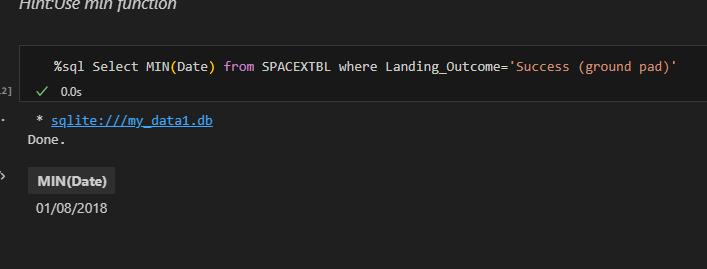 Hint:Use min function
%sql Select MIN(Date) from SPACEXTBL where Landing_Outcome='Success (ground pad)'
2]
0.0s
* sqlite:///my_data1.db
Done.
MIN(Date)
01/08/2018